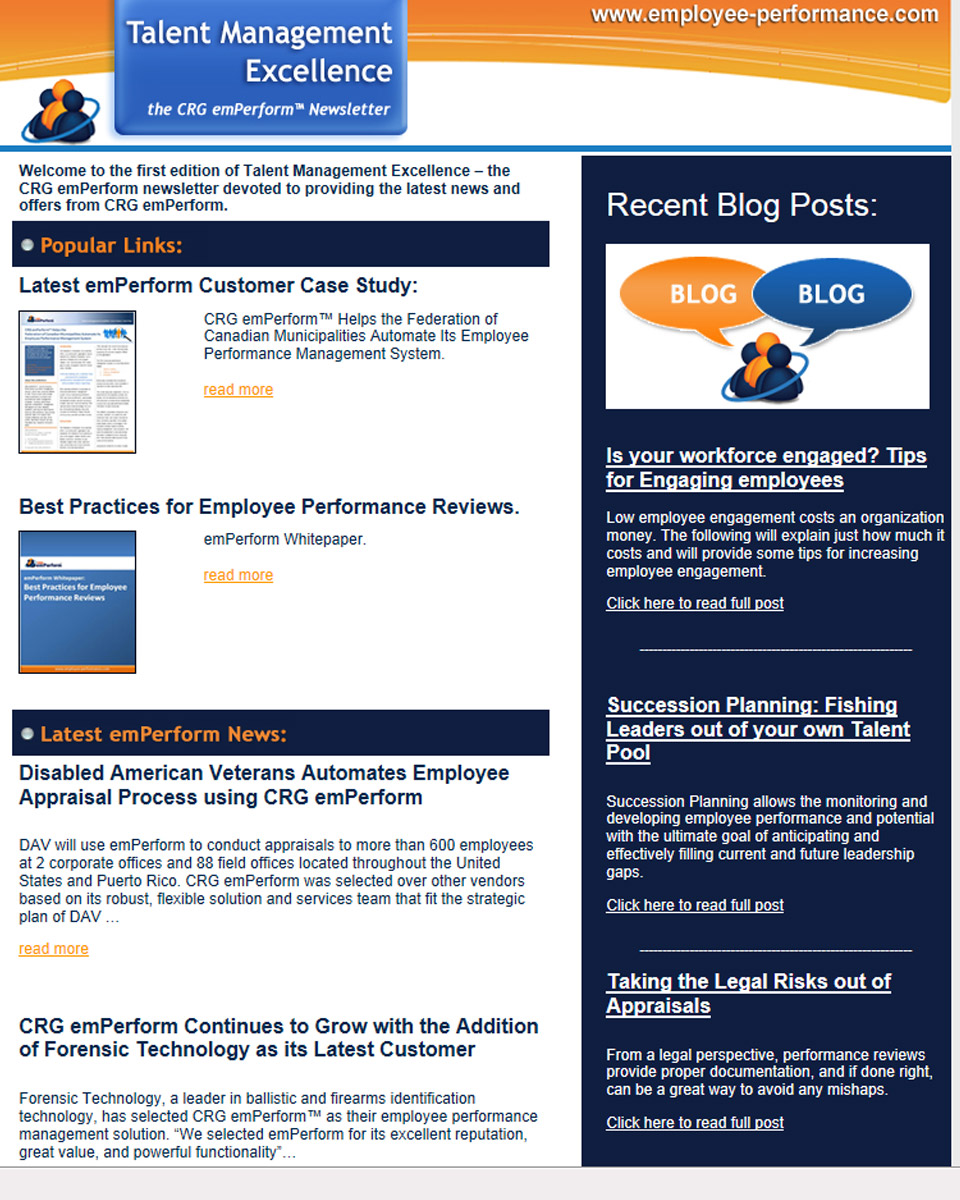 www.employee-performance.com
Talent Management
Excellence
the CRG emPerform™ Newsletter
Welcome to the first edition of Talent Management Excellence – the
CRG emPerform newsletter devoted to providing the latest news and
offers from CRG emPerform.
Popular Links:
Latest emPerform Customer Case Study:
CRG emPerform™ Helps the Federation of
Canadian Municipalities Automate Its Employee
Performance Management System.
read more
Best Practices for Employee Performance Reviews.
emPerform
emPerform Whitepaper:
Best Practices for Employee
Performance Reviews
www.employee-performance.com
emPerform Whitepaper.
read more
Latest emPerform News:
Disabled American Veterans Automates Employee
Appraisal Process using CRG emPerform
DAV will use emPerform to conduct appraisals to more than 600 employees
at 2 corporate offices and 88 field offices located throughout the United
States and Puerto Rico. CRG emPerform was selected over other vendors
based on its robust, flexible solution and services team that fit the strategic
plan of DAV …
read more
CRG emPerform Continues to Grow with the Addition
of Forensic Technology as its Latest Customer
Forensic Technology, a leader in ballistic and firearms identification
technology, has selected CRG emPerform™ as their employee performance
management solution. “We selected emPerform for its excellent reputation,
great value, and powerful functionality”…
Recent Blog Posts:
BLOG BLOG
Is your workforce engaged? Tips
for Engaging employees
Low employee engagement costs an organization
money. The following will explain just how much it
costs and will provide some tips for increasing
employee engagement.
Click here to read full post
Succession Planning: Fishing
Leaders out of your own Talent
Pool
Succession Planning allows the monitoring and
developing employee performance and potential
with the ultimate goal of anticipating and
effectively filling current and future leadership
gaps.
Click here to read full post
Taking the Legal Risks out of
Appraisals
From a legal perspective, performance reviews
provide proper documentation, and if done right,
can be a great way to avoid any mishaps.
Click here to read full post